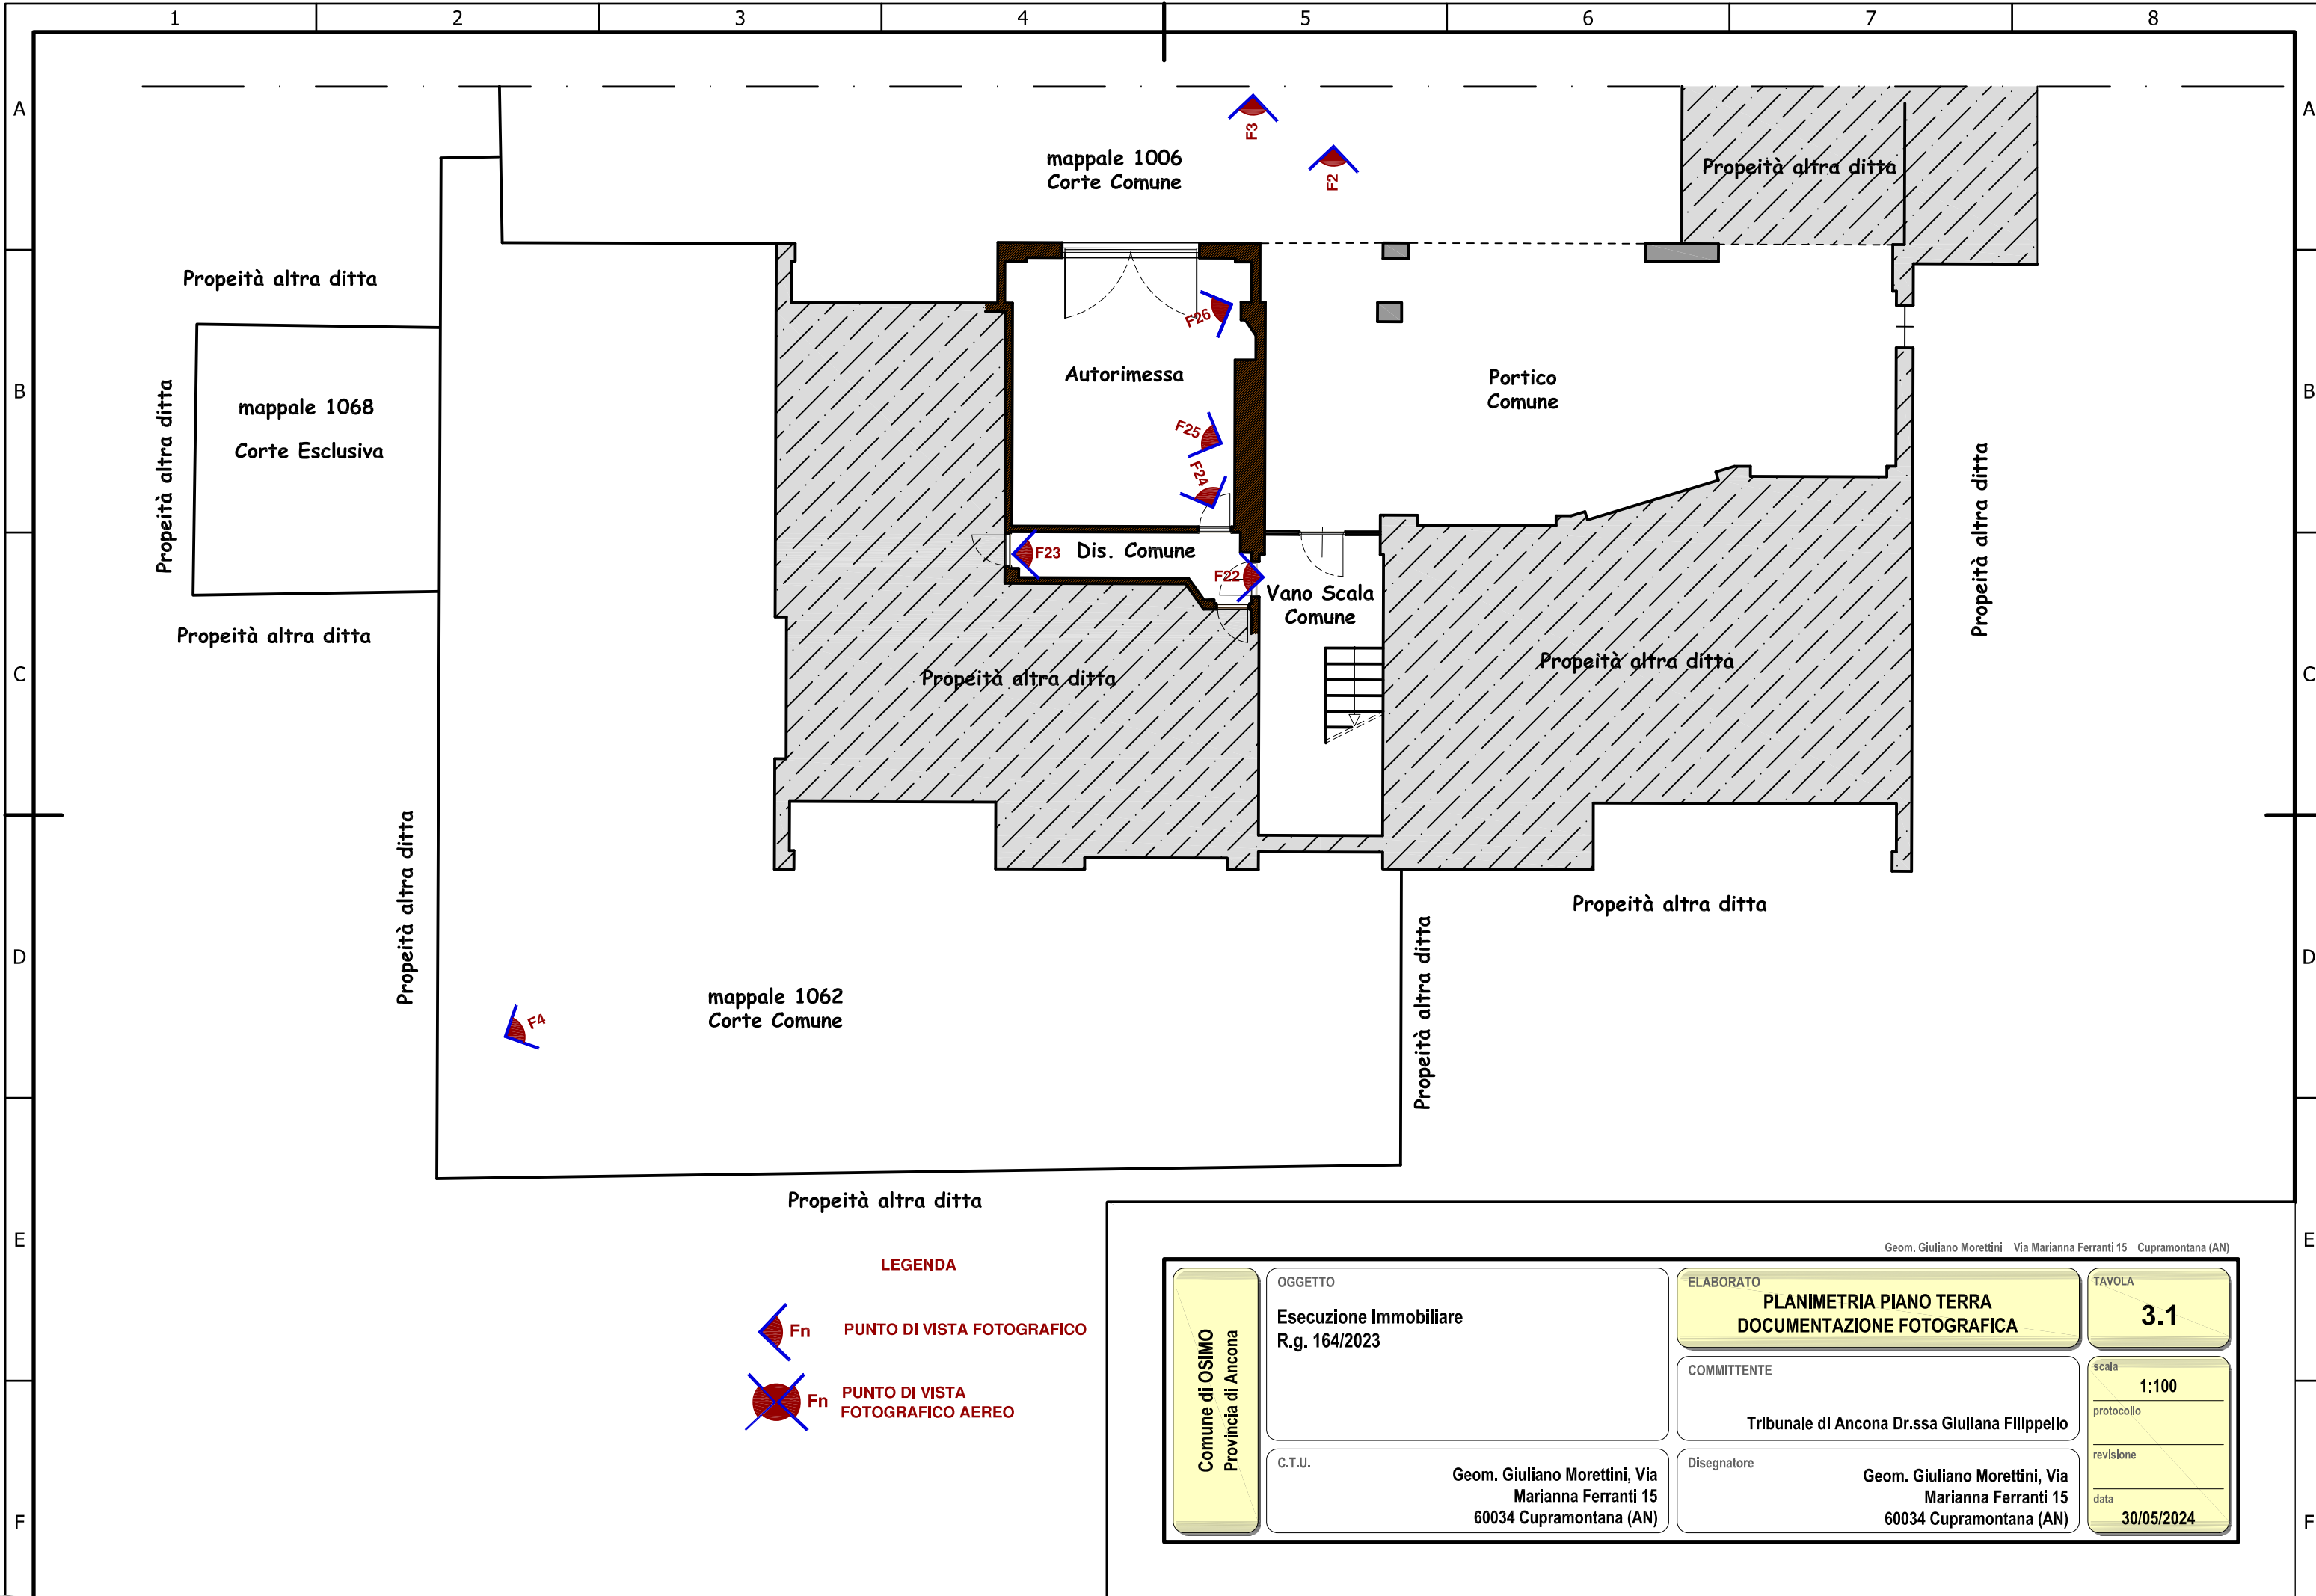 1 2 3 4 5 6 7 8
A
A
F3
F2
mappale 1006
Corte Comune
Propeità altra ditta
Propeità altra ditta
B
B
F26
Autorimessa
Portico
Comune
Propeità altra ditta
mappale 1068
Corte Esclusiva
F25
F24
Propeità altra ditta
F23
Dis. Comune
F22
Vano Scala
Comune
Propeità altra ditta
C
C
Propeità altra ditta
Propeità altra ditta
Propeità altra ditta
Propeità altra ditta
Propeità altra ditta
D
D
mappale 1062
Corte Comune
F4
Propeità altra ditta
E
E
LEGENDA
Fn PUNTO DI VISTA FOTOGRAFICO
Fn PUNTO DI VISTA
FOTOGRAFICO AEREO
F
F
Geom. Giuliano Morettini Via Marianna Ferranti 15 Cupramontana (AN)
Comune di OSIMO
Provincia di Ancona
OGGETTO
Esecuzione Immobiliare
R.g. 164/2023
ELABORATO
PLANIMETRIA PIANO TERRA
DOCUMENTAZIONE FOTOGRAFICA
TAVOLA
3.1
COMMITTENTE
Tribunale di Ancona Dr.ssa Giuliana Filippello
scala
1:100
protocollo
revisione
data
30/05/2024
C.T.U.
Geom. Giuliano Morettini, Via
Marianna Ferranti 15
60034 Cupramontana (AN)
Disegnatore
Geom. Giuliano Morettini, Via
Marianna Ferranti 15
60034 Cupramontana (AN)